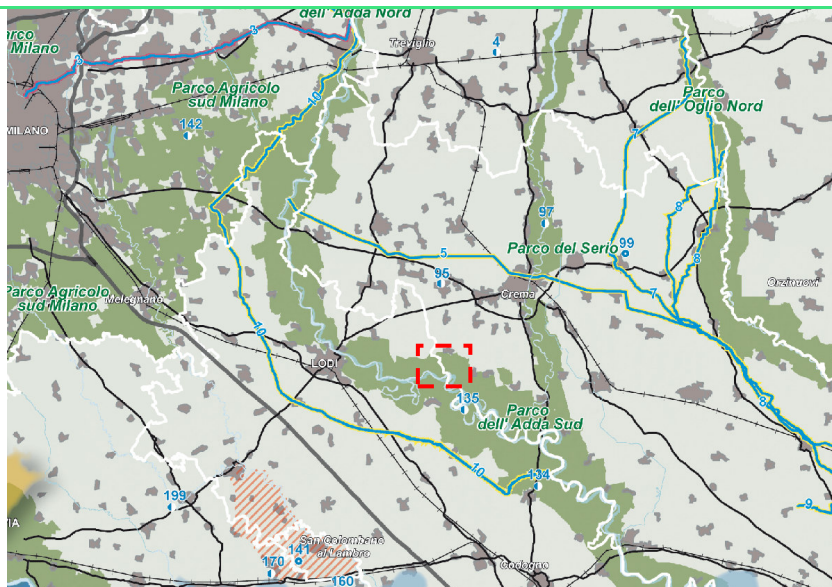 dell'Adda Nord
3
Treviglio
4
Parco
Milano
3
Parco
dell'Oglio Nord
Parco Agricolo
sud Milano
10
142
MILANO
7
8
97
99
Parco del Serio
5
8
95
Orzinuovi
Parco Agricolo
sud Milano
Melegnano
Crema
7
10
LODI
8
135
Parco
dell'Adda Sud
10
134
199
9
San Colombano
al Lambro
141
170
160
Codogno